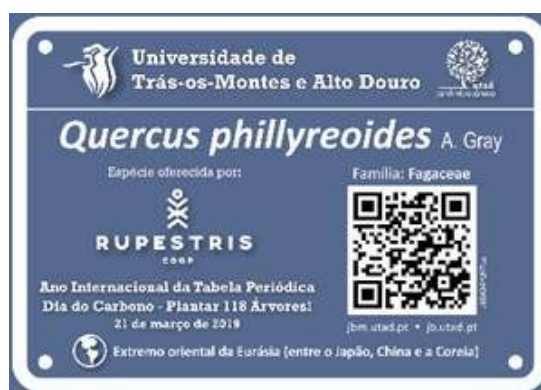 Universidade de
Trás-os-Montes e Alto Douro
utad
Quercus phillyreoides A. Gray
Espécie oferecida por:
RUPESTRIS
COOP
Ano Internacional da Tabela Periódica
Dia do Carbono - Plantar 118 Árvores!
21 de março de 2019
Família: Fagaceae
jbm.utad.pt • jb.utad.pt
Extremo oriental da Eurásia (entre o Japão, China e a Coreia)